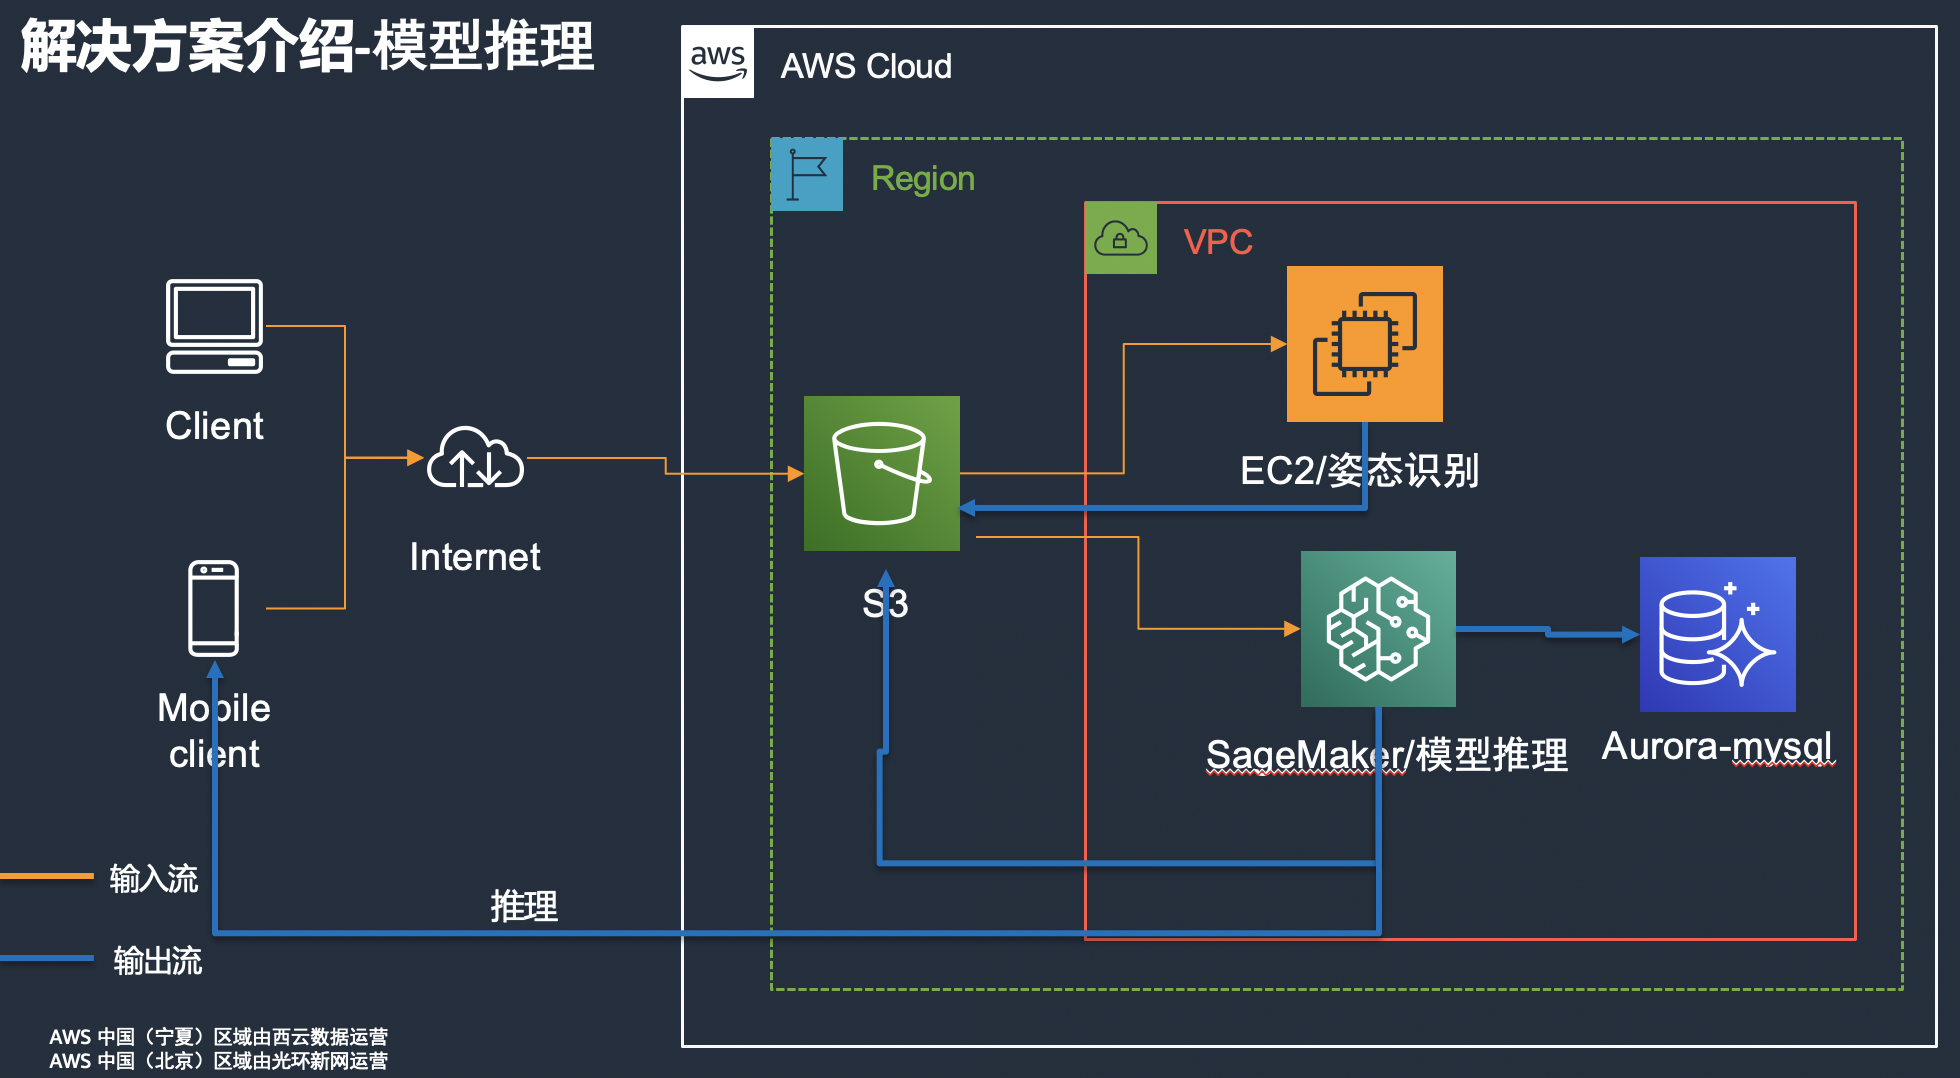 解决方案介绍-模型推理
aws
AWS Cloud
Region
VPC
Client
EC2/姿态识别
Internet
S3
Mobile
client
SageMaker/模型推理
Aurora-mysql
输入流
推理
输出流
AWS 中国（宁夏）区域由西云数据运营
AWS 中国（北京）区域由光环新网运营